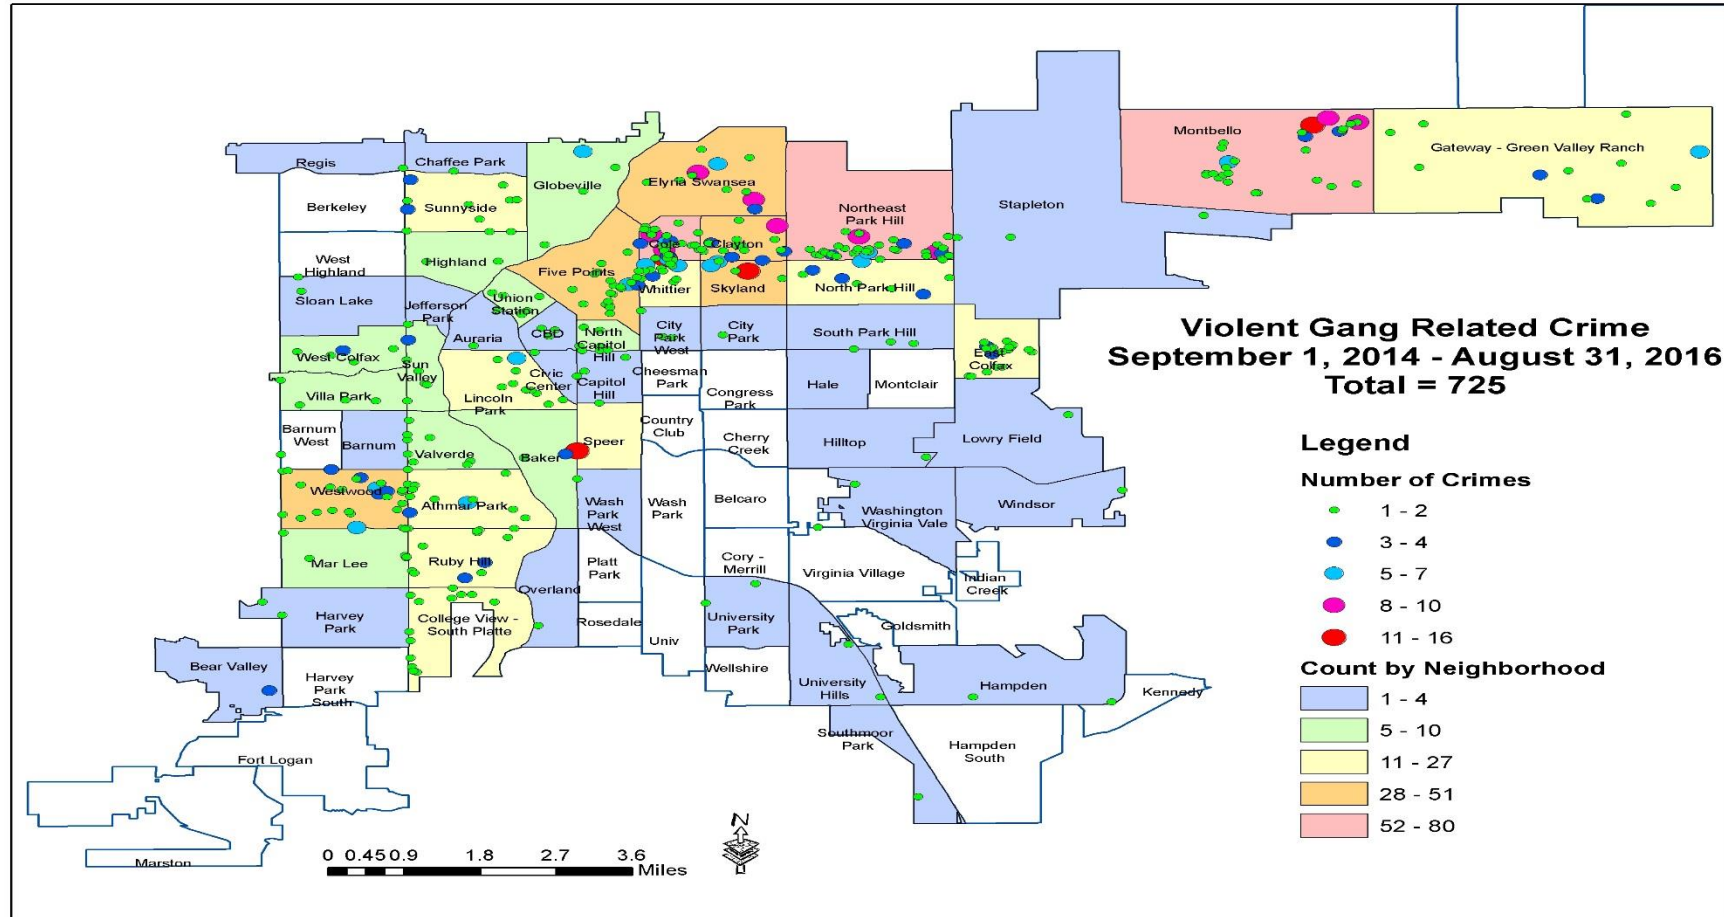 Regis
Chaffee Park
Globeville
Elyria Swansea
Berkeley
Sunnyside
Northeast
Park Hill
Stapleton
Montbello
Gateway - Green Valley Ranch
West
Highland
Highland
Five Points
Cole
Clayton
Sloan Lake
Jefferson
Park
Union
Station
Whittier
Skyland
North Park Hill
Auraria
CBD
North
Capitol
Hill
City
Park
West
City
Park
South Park Hill
West Colfax
Sun
Valley
Civic
Center
Capitol
Hill
Cheesman
Park
Congress
Park
Hale
Montclair
East
Colfax
Villa Park
Lincoln
Park
Barnum
West
Barnum
Valverde
Baker
Speer
Country
Club
Cherry
Creek
Hilltop
Lowry Field
Westwood
Athmar Park
Wash
Park
West
Wash
Park
Belcaro
Washington
Virginia Vale
Windsor
Mar Lee
Ruby Hill
Overland
Platt
Park
Cory -
Merrill
Virginia Village
Indian
Creek
Harvey
Park
College View -
South Platte
Rosedale
Univ
University
Park
Goldsmith
Bear Valley
Harvey
Park
South
Wellshire
University
Hills
Hampden
Kennedy
Fort Logan
Southmoor
Park
Hampden
South
Marston
Violent Gang Related Crime
September 1, 2014 - August 31, 2016
Total = 725
Legend
Number of Crimes
1 - 2
3 - 4
5 - 7
8 - 10
11 - 16
Count by Neighborhood
1 - 4
5 - 10
11 - 27
28 - 51
52 - 80
N
0 0.45 0.9 1.8 2.7 3.6
Miles